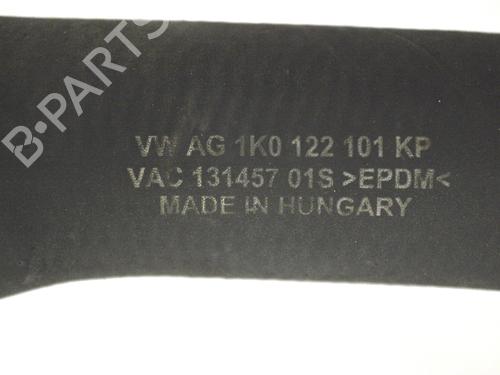 B-PARTS
VW AG 1K0 122 101 KP
VAC 131457 01S >EPDM<
MADE IN HUNGARY